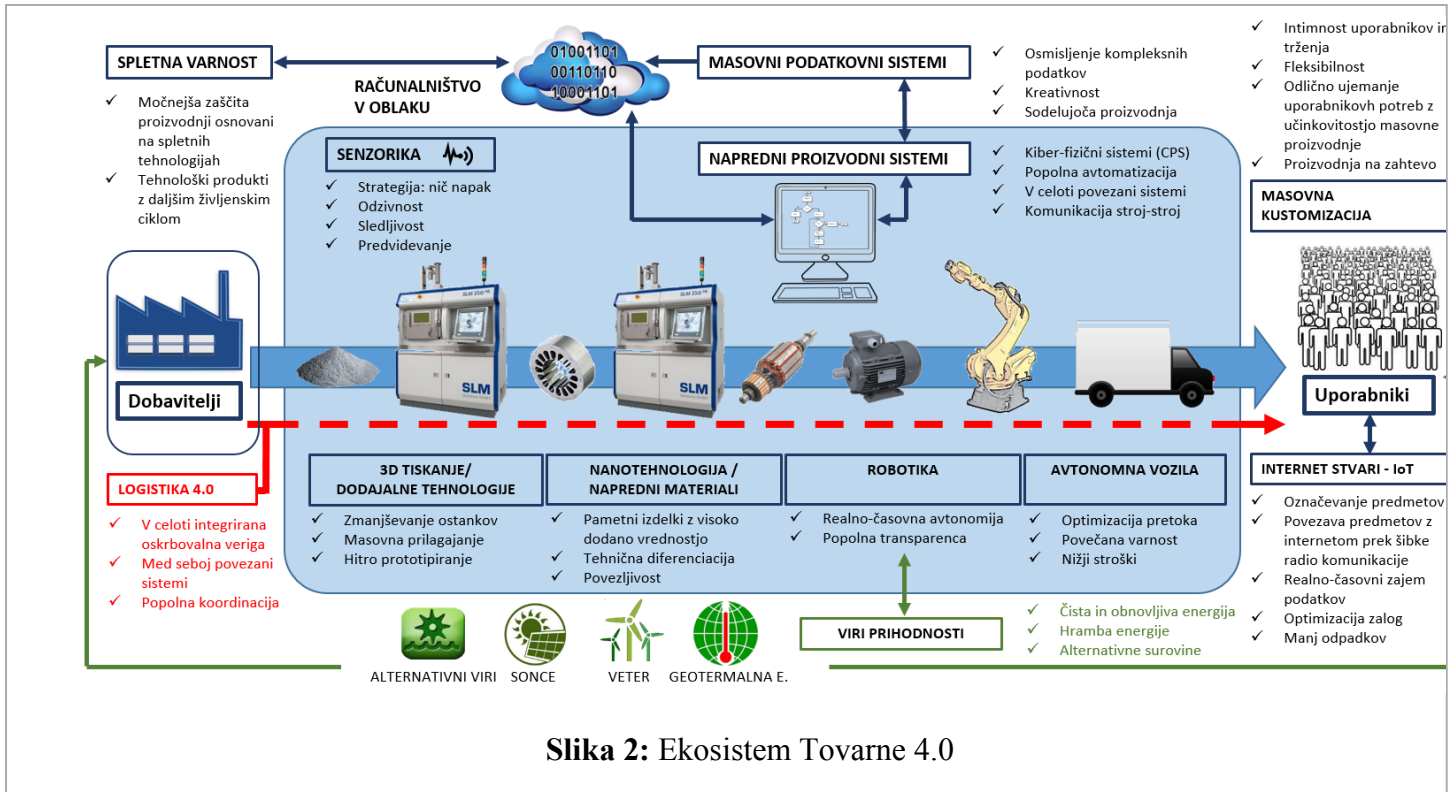 SPLETNA VARNOST
Močnejša zaščita
proizvodnji osnovani
na spletnih
tehnologijah
Tehnološki produkti
z daljšim življenskim
ciklom
RAČUNALNIŠTVO
V OBLAKU
01001101
00110110
10001101
MASOVNI PODATKOVNI SISTEMI
Osmisljenje kompleksnih
podatkov
Kreativnost
Sodelujoča proizvodnja
Intimnost uporabnikov in
trženja
Fleksibilnost
Odlično ujemanje
uporabnikovh potreb z
učinkovitostjo masovne
proizvodnje
Proizvodnja na zahtevo
SENZORIKA
Strategija: nič napak
Odzivnost
Sledljivost
Predvidevanje
NAPREDNI PROIZVODNI SISTEMI
Kiber-fizični sistemi (CPS)
Popolna avtomatizacija
V celoti povezani sistemi
Komunikacija stroj-stroj
MASOVNA
KUSTOMIZACIJA
Dobavitelji
SLM
SLM
Uporabniki
LOGISTIKA 4.0
V celoti integrirana
oskrbovalna veriga
Med seboj povezani
sistemi
Popolna koordinacija
3D TISKANJE/
DODAJALNE TEHNOLOGIJE
Zmanjševanje ostankov
Masovna prilagajanje
Hitro prototipiranje
NANOTEHNOLOGIJA /
NAPREDNI MATERIALI
Pametni izdelki z visoko
dodano vrednostjo
Tehnična diferenciacija
Povezljivost
ROBOTIKA
Realno-časovna avtonomija
Popolna transparenca
AVTONOMNA VOZILA
Optimizacija pretoka
Povečana varnost
Nižji stroški
INTERNET STVARI - IoT
Označevanje predmetov
Povezava predmetov z
internetom prek šibke
radio komunikacije
Realno-časovni zajem
podatkov
Optimizacija zalog
Manj odpadkov
ALTERNATIVNI VIRI
SONCE
VETER
GEOTERMALNA E.
VIRI PRIHODNOSTI
Čista in obnovljiva energija
Hramba energije
Alternativne surovine
Slika 2: Ekosistem Tovarne 4.0